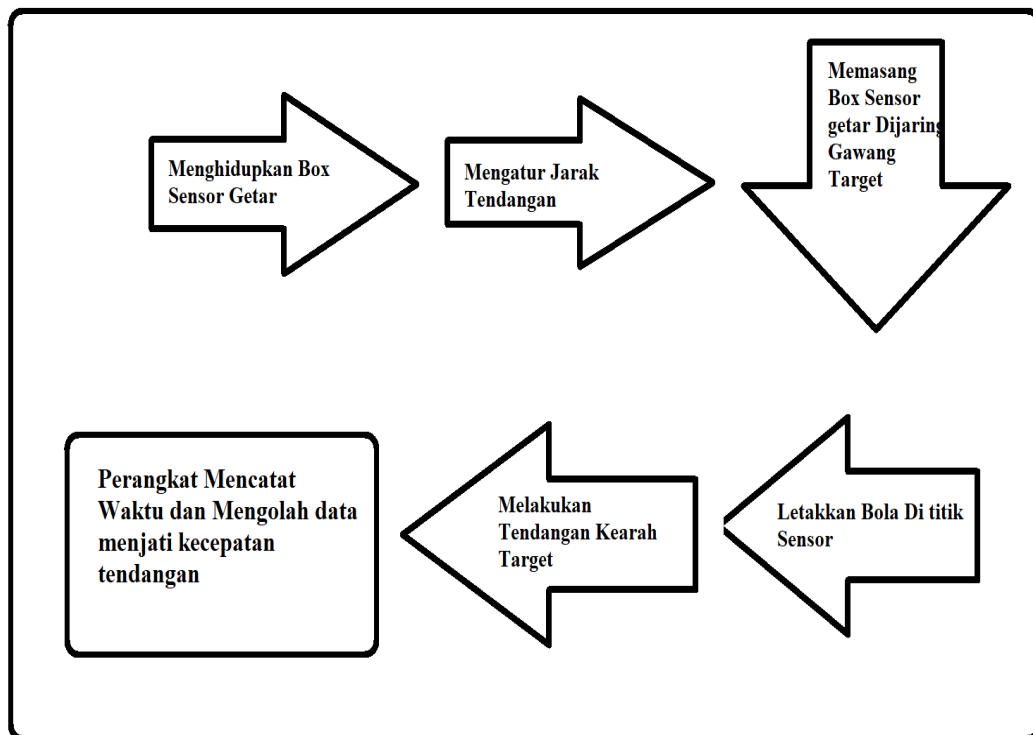 Menghidupkan Box
Sensor Getar
Mengatur Jarak
Tendangan
Memasang
Box Sensor
getar Dijaring
Gawang
Target
Letakkan Bola Di titik
Sensor
Melakukan
Tendangan Kearah
Target
Perangkat Mencatat
Waktu dan Mengolah data
menjati kecepatan
tendangan